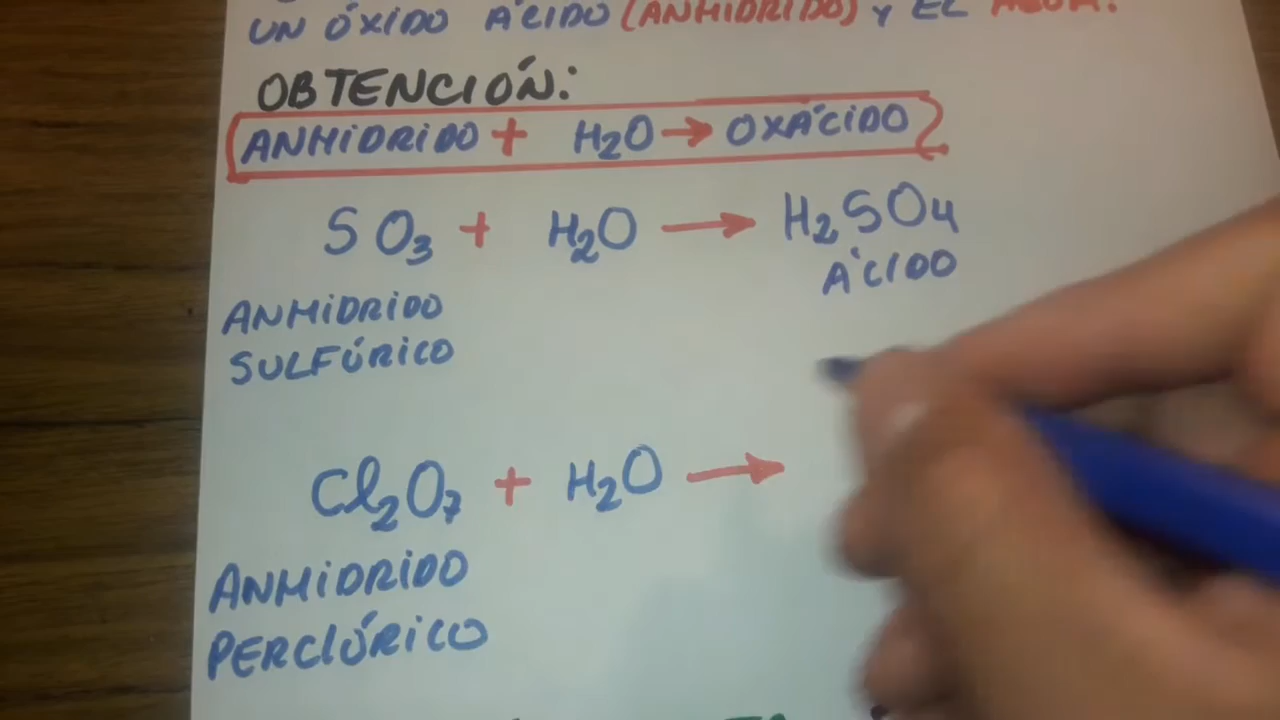 UN ÓXIDO ÁCIDO (ANHIDRIDO) Y EL AGUA.
OBTENCIÓN:
ANHIDRIDO + H2O → OXÁCIDO
SO3 + H2O → H2SO4
ÁCIDO
ANHIDRIDO
SULFÚRICO
Cl2O7 + H2O →
ANHIDRIDO
PERCLÓRICO